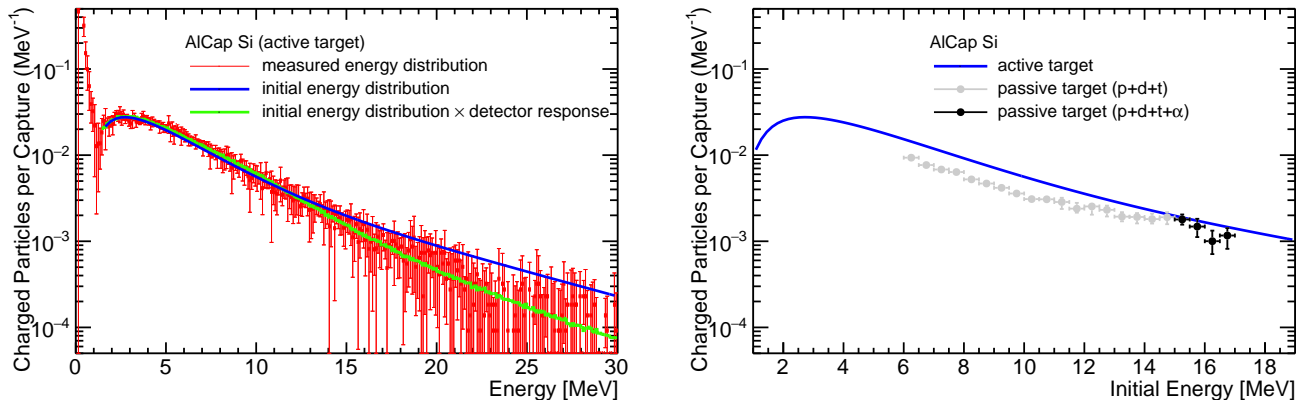 Charged Particles per Capture (MeV⁻¹)
10⁻¹
10⁻²
10⁻³
10⁻⁴
AlCap Si (active target)
measured energy distribution
initial energy distribution
initial energy distribution × detector response
0 5 10 15 20 25 30
Energy [MeV]
Charged Particles per Capture (MeV⁻¹)
10⁻¹
10⁻²
10⁻³
10⁻⁴
AlCap Si
active target
passive target (p+d+t)
passive target (p+d+t+α)
2 4 6 8 10 12 14 16 18
Initial Energy [MeV]